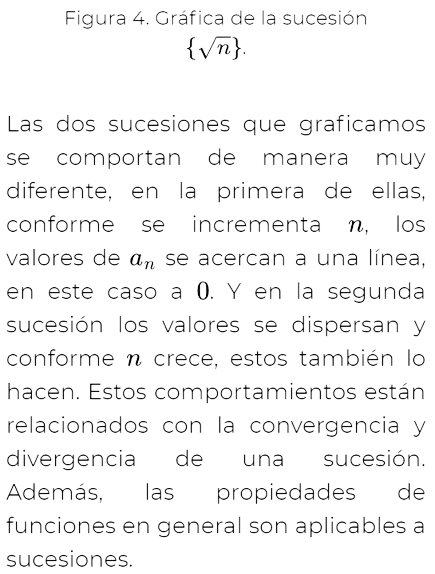 Figura 4. Gráfica de la sucesión
{√n}.
Las dos sucesiones que graficamos
se comportan de manera muy
diferente, en la primera de ellas,
conforme se incrementa n, los
valores de aₙ se acercan a una línea,
en este caso a 0. Y en la segunda
sucesión los valores se dispersan y
conforme n crece, estos también lo
hacen. Estos comportamientos están
relacionados con la convergencia y
divergencia de una sucesión.
Además, las propiedades de
funciones en general son aplicables a
sucesiones.